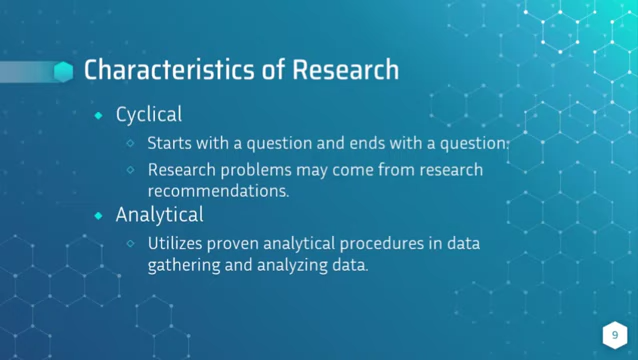 Characteristics of Research
Cyclical
Starts with a question and ends with a question.
Research problems may come from research
recommendations.
Analytical
Utilizes proven analytical procedures in data
gathering and analyzing data.
9